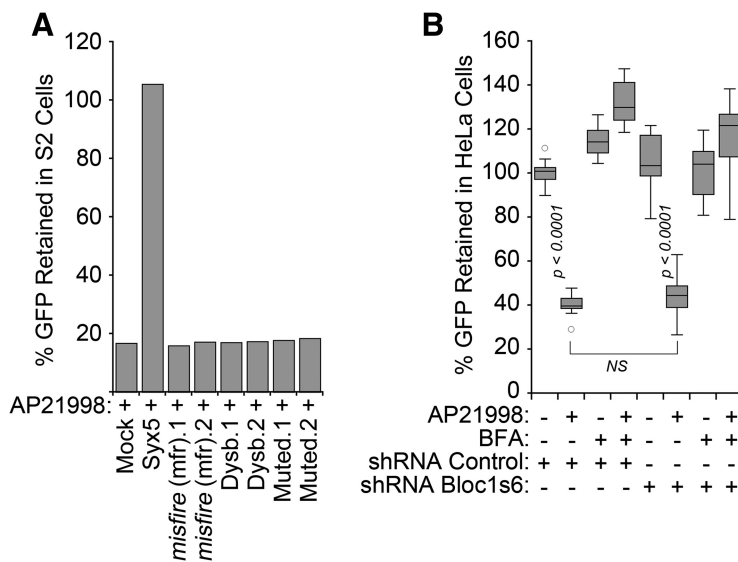 A
% GFP Retained in S2 Cells
120
100
80
60
40
20
0
AP21998: + + + + + + + +
Mock
Syx5
misfire (mfr).1
misfire (mfr).2
Dysb.1
Dysb.2
Muted.1
Muted.2
B
% GFP Retained in HeLa Cells
160
140
120
100
80
60
40
20
0
p < 0.0001
p < 0.0001
NS
AP21998: - + - + - + - +
BFA: - - + + - - + +
shRNA Control: + + + + - - - -
shRNA Bloc1s6: - - - - + + + +